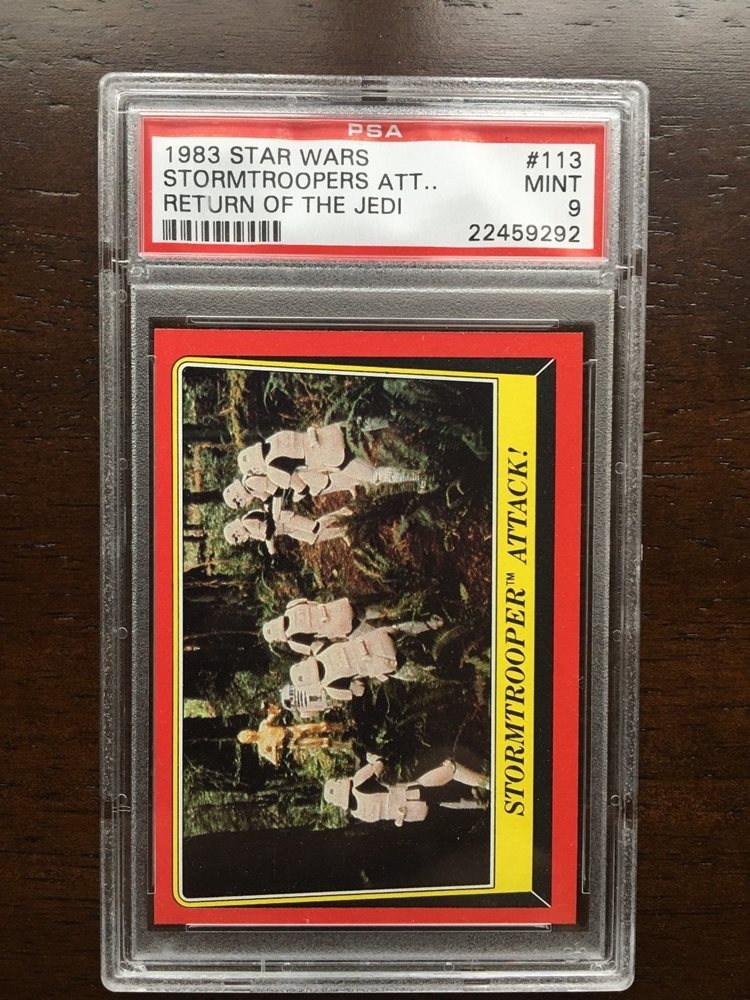 PSA
1983 STAR WARS #113
STORMTROOPERS ATT.. MINT
RETURN OF THE JEDI 9
22459292
STORMTROOPER™ ATTACK!